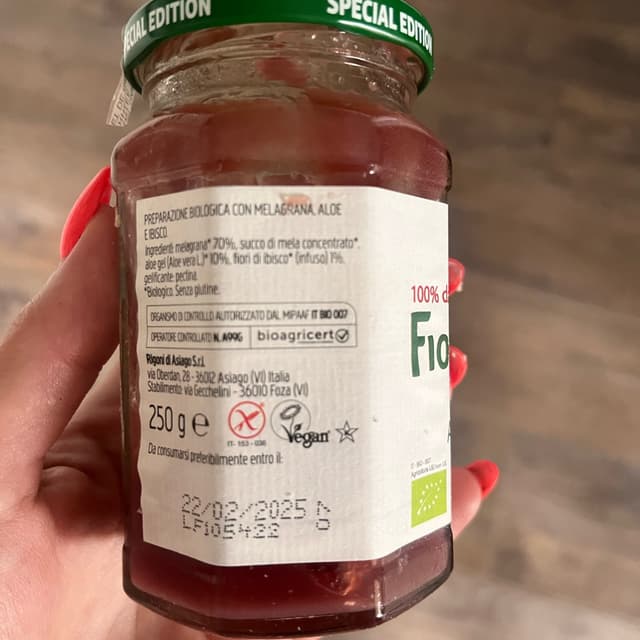 SPECIAL EDITION
PREPARAZIONE BIOLOGICA CON MELAGRANA, ALOE
E IBISCO.
Ingredienti: melagrana* 70%, succo di mela concentrato*,
aloe gel (Aloe vera L.)* 10%, fiori di ibisco* (infuso) 1%,
gelificante: pectina.
*Biologico. Senza glutine.
ORGANISMO DI CONTROLLO AUTORIZZATO DAL MIPAAF IT BIO 007
OPERATORE CONTROLLATO N. A99G bioagricert
Rigoni di Asiago S.r.l.
via Oberdan, 28 - 36012 Asiago (VI) Italia
Stabilimento: via Gecchelini - 36010 Foza (VI)
250 g e
IT-153-036
Vegan
Da consumarsi preferibilmente entro il:
22/02/2025
LF105422
100% d
Fio
A